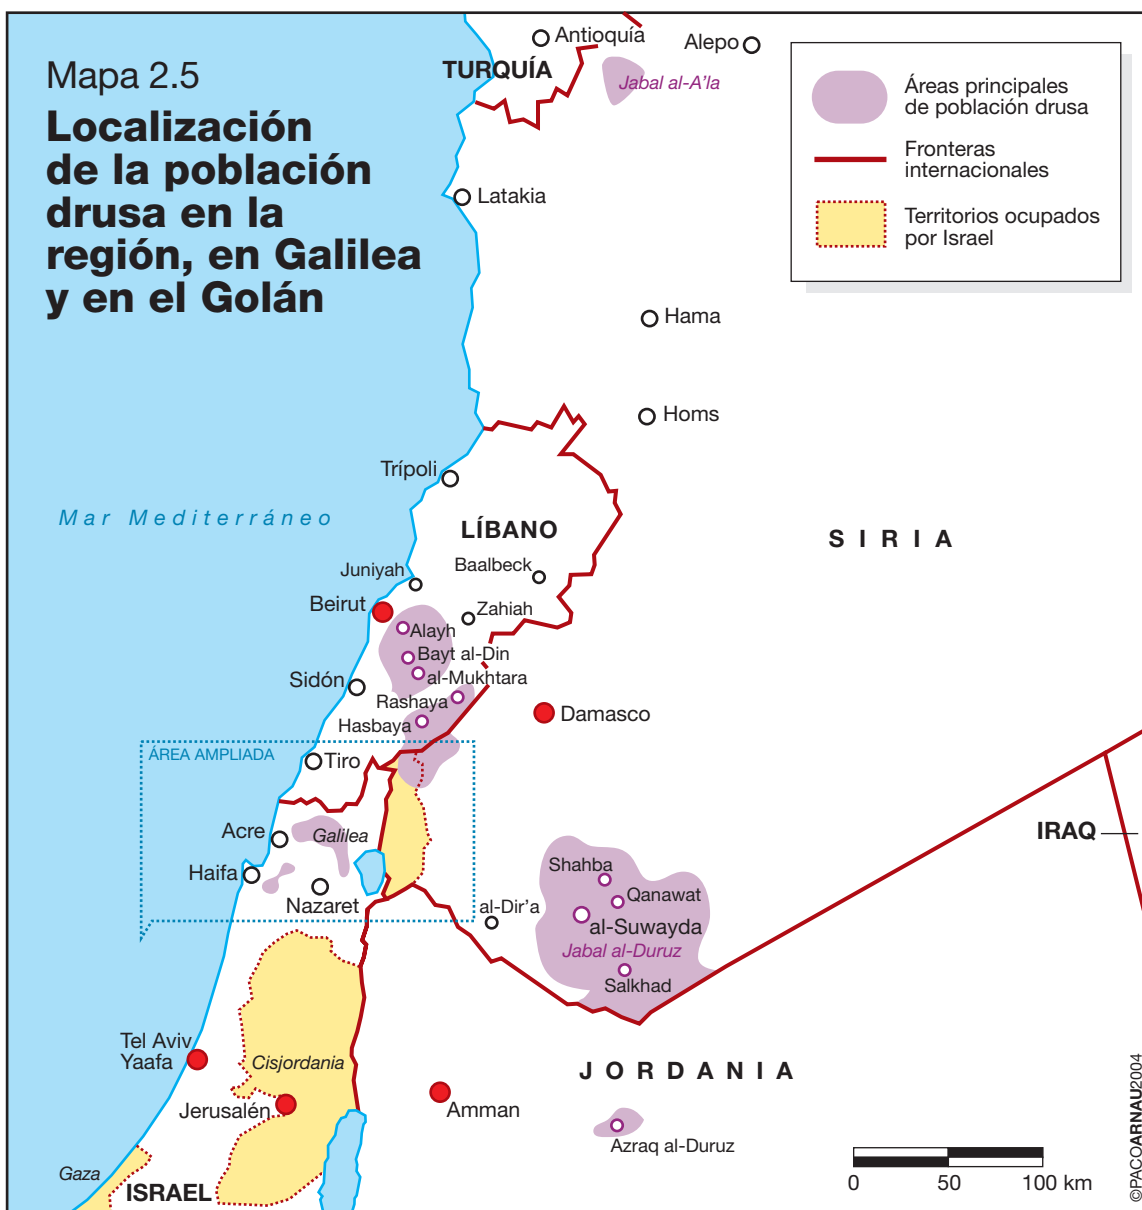 Mapa 2.5
Localización
de la población
drusa en la
región, en Galilea
y en el Golán
Áreas principales
de población drusa
Fronteras
internacionales
Territorios ocupados
por Israel
Antioquía
Alepo
TURQUÍA
Jabal al-A'la
Latakia
Hama
Homs
Trípoli
Mar Mediterráneo
LÍBANO
SIRIA
Baalbeck
Juniyah
Beirut
Zahiah
Alayh
Bayt al-Din
al-Mukhtara
Sidón
Rashaya
Hasbaya
Damasco
ÁREA AMPLIADA
Tiro
Acre
Galilea
IRAQ
Haifa
Nazaret
Shahba
Qanawat
al-Dir'a
al-Suwayda
Jabal al-Duruz
Salkhad
Tel Aviv
Yaafa
Cisjordania
JORDANIA
Jerusalén
Amman
Azraq al-Duruz
Gaza
ISRAEL
0 50 100 km
©PACOARNAU2004